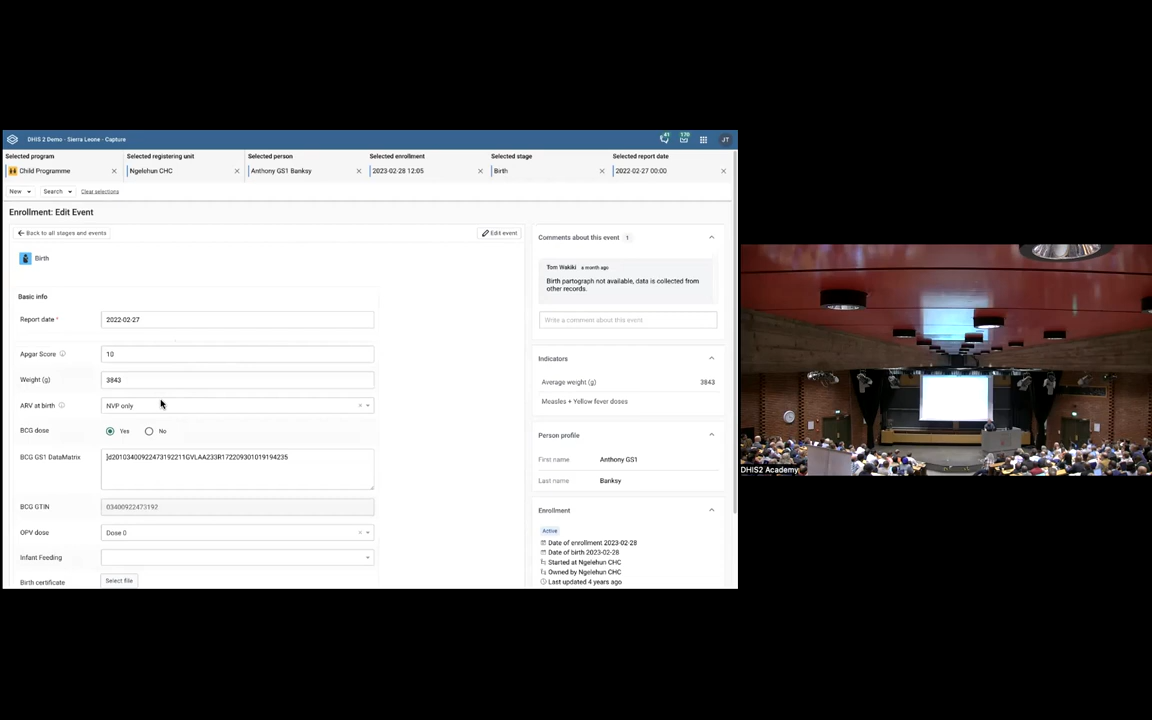 DHIS 2 Demo - Sierra Leone - Capture
41
170
JT
Selected program
Selected registering unit
Selected person
Selected enrollment
Selected stage
Selected report date
Child Programme
Ngelehun CHC
Anthony GS1 Banksy
2023-02-28 12:05
Birth
2022-02-27 00:00
New
Search
Clear selections
Enrollment: Edit Event
Back to all stages and events
Edit event
Birth
Basic info
Report date *
2022-02-27
Apgar Score
10
Weight (g)
3843
ARV at birth
NVP only
BCG dose
Yes
No
BCG GS1 DataMatrix
BCG GTIN
03400922473192
OPV dose
Dose 0
Infant Feeding
Birth certificate
Select file
Comments about this event
1
Tom Wakiki
a month ago
Birth partograph not available, data is collected from
other records.
Write a comment about this event
Indicators
Average weight (g)
3843
Measles + Yellow fever doses
Person profile
First name
Anthony GS1
Last name
Banksy
Enrollment
Active
Date of enrollment 2023-02-28
Date of birth 2023-02-28
Started at Ngelehun CHC
Owned by Ngelehun CHC
Last updated 4 years ago
DHIS2 Academy